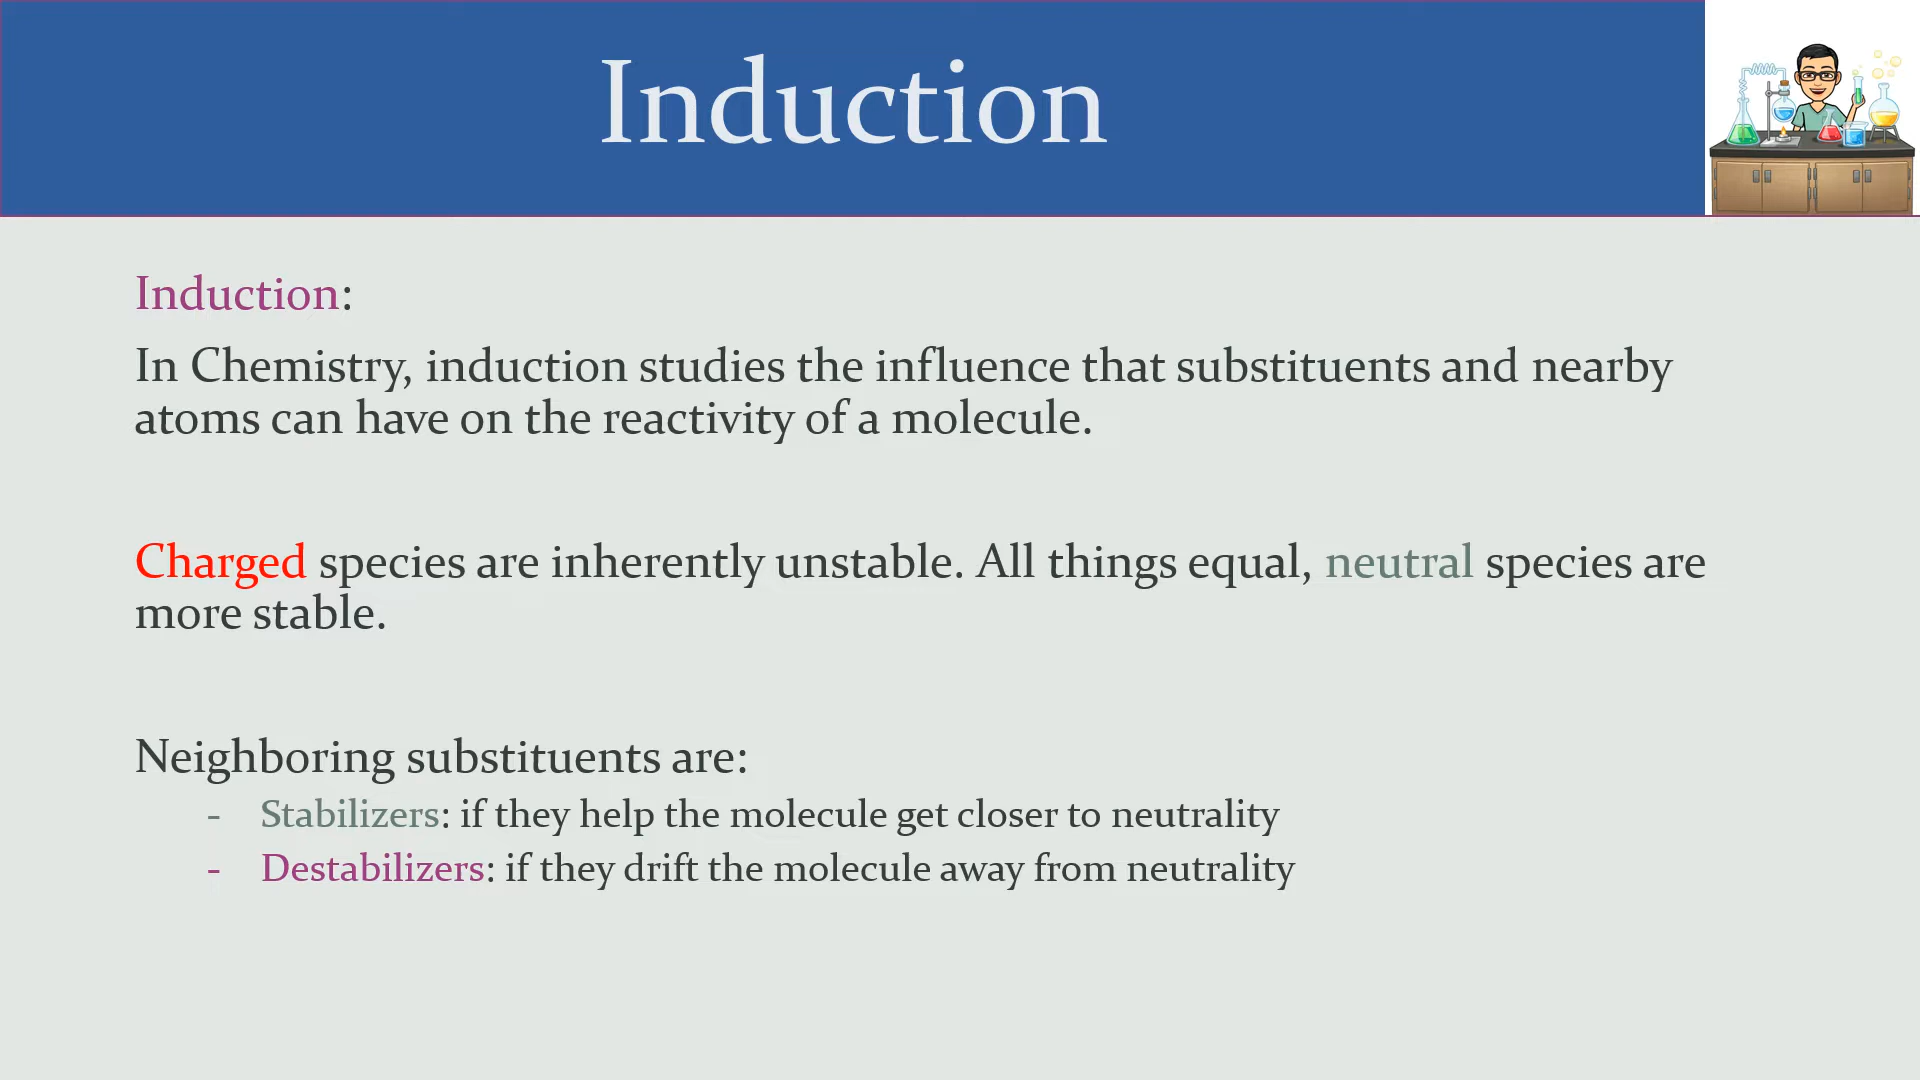 Induction
Induction:
In Chemistry, induction studies the influence that substituents and nearby
atoms can have on the reactivity of a molecule.
Charged species are inherently unstable. All things equal, neutral species are
more stable.
Neighboring substituents are:
- Stabilizers: if they help the molecule get closer to neutrality
- Destabilizers: if they drift the molecule away from neutrality